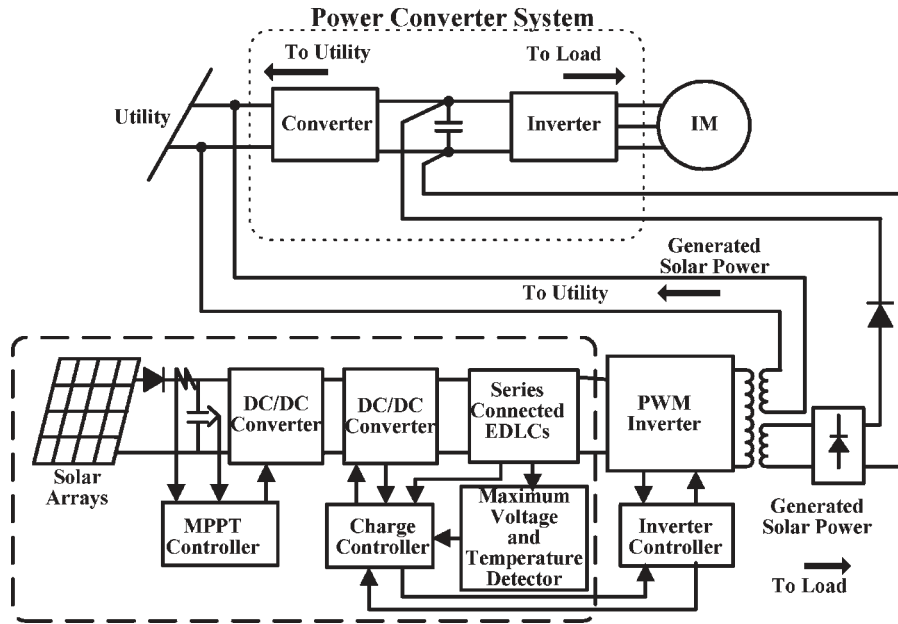 Power Converter System
To Utility
To Load
Utility
Converter
Inverter
IM
Generated
Solar Power
To Utility
Solar
Arrays
DC/DC
Converter
DC/DC
Converter
Series
Connected
EDLCs
PWM
Inverter
MPPT
Controller
Charge
Controller
Maximum
Voltage
and
Temperature
Detector
Inverter
Controller
Generated
Solar Power
To Load